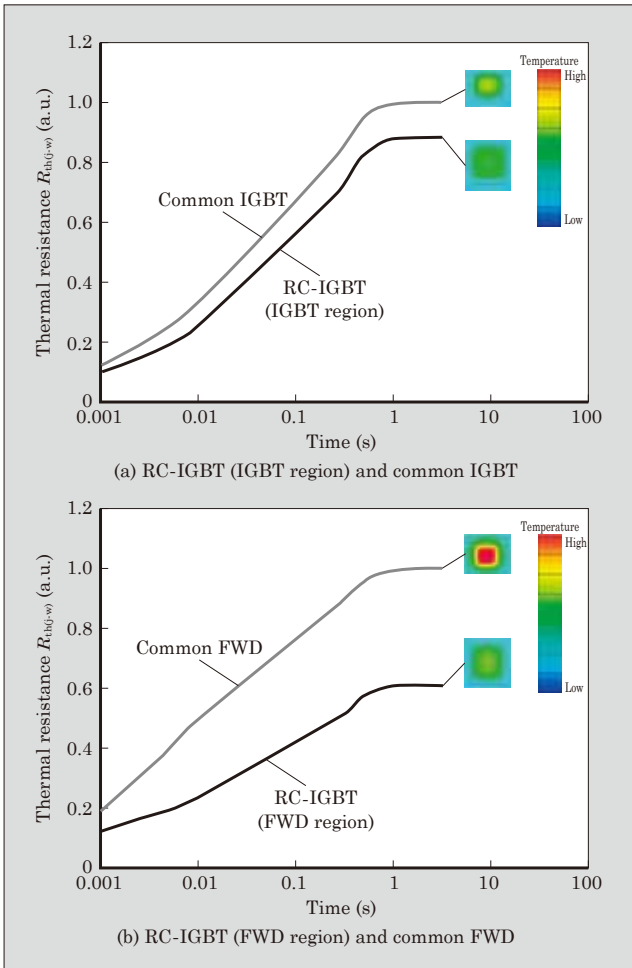 1.2
1.0
0.8
0.6
0.4
0.2
0
Thermal resistance Rth(j-w) (a.u.)
Temperature
High
Low
Common IGBT
RC-IGBT
(IGBT region)
0.001 0.01 0.1 1 10 100
Time (s)
(a) RC-IGBT (IGBT region) and common IGBT
1.2
1.0
0.8
0.6
0.4
0.2
0
Thermal resistance Rth(j-w) (a.u.)
Temperature
High
Low
Common FWD
RC-IGBT
(FWD region)
0.001 0.01 0.1 1 10 100
Time (s)
(b) RC-IGBT (FWD region) and common FWD